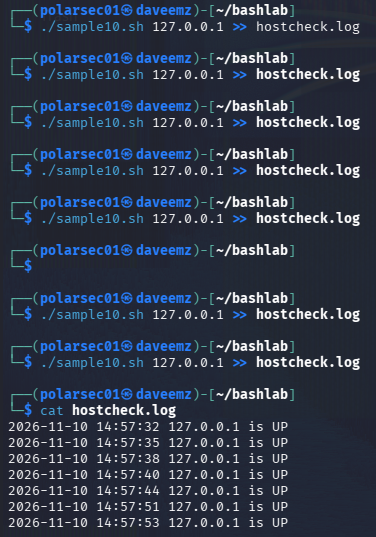 ┌──(polarsec01㉿daveemz)-[~/bashlab]
└─$ ./sample10.sh 127.0.0.1 >> hostcheck.log
┌──(polarsec01㉿daveemz)-[~/bashlab]
└─$ ./sample10.sh 127.0.0.1 >> hostcheck.log
┌──(polarsec01㉿daveemz)-[~/bashlab]
└─$ ./sample10.sh 127.0.0.1 >> hostcheck.log
┌──(polarsec01㉿daveemz)-[~/bashlab]
└─$ ./sample10.sh 127.0.0.1 >> hostcheck.log
┌──(polarsec01㉿daveemz)-[~/bashlab]
└─$ ./sample10.sh 127.0.0.1 >> hostcheck.log
┌──(polarsec01㉿daveemz)-[~/bashlab]
└─$
┌──(polarsec01㉿daveemz)-[~/bashlab]
└─$ ./sample10.sh 127.0.0.1 >> hostcheck.log
┌──(polarsec01㉿daveemz)-[~/bashlab]
└─$ ./sample10.sh 127.0.0.1 >> hostcheck.log
┌──(polarsec01㉿daveemz)-[~/bashlab]
└─$ cat hostcheck.log
2026-11-10 14:57:32 127.0.0.1 is UP
2026-11-10 14:57:35 127.0.0.1 is UP
2026-11-10 14:57:38 127.0.0.1 is UP
2026-11-10 14:57:40 127.0.0.1 is UP
2026-11-10 14:57:44 127.0.0.1 is UP
2026-11-10 14:57:51 127.0.0.1 is UP
2026-11-10 14:57:53 127.0.0.1 is UP